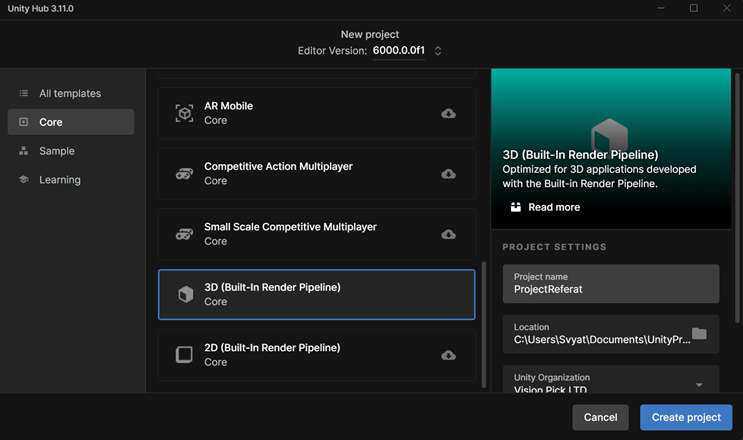 Unity Hub 3.11.0
New project
Editor Version: 6000.0.0f1
All templates
Core
Sample
Learning
AR Mobile
Core
Competitive Action Multiplayer
Core
Small Scale Competitive Multiplayer
Core
3D (Built-In Render Pipeline)
Core
2D (Built-In Render Pipeline)
Core
3D (Built-In Render Pipeline)
Optimized for 3D applications developed
with the Built-in Render Pipeline.
Read more
PROJECT SETTINGS
Project name
ProjectReferat
Location
C:\Users\Svyat\Documents\UnityPr...
Unity Organization
Vision Pick LTD
Cancel
Create project